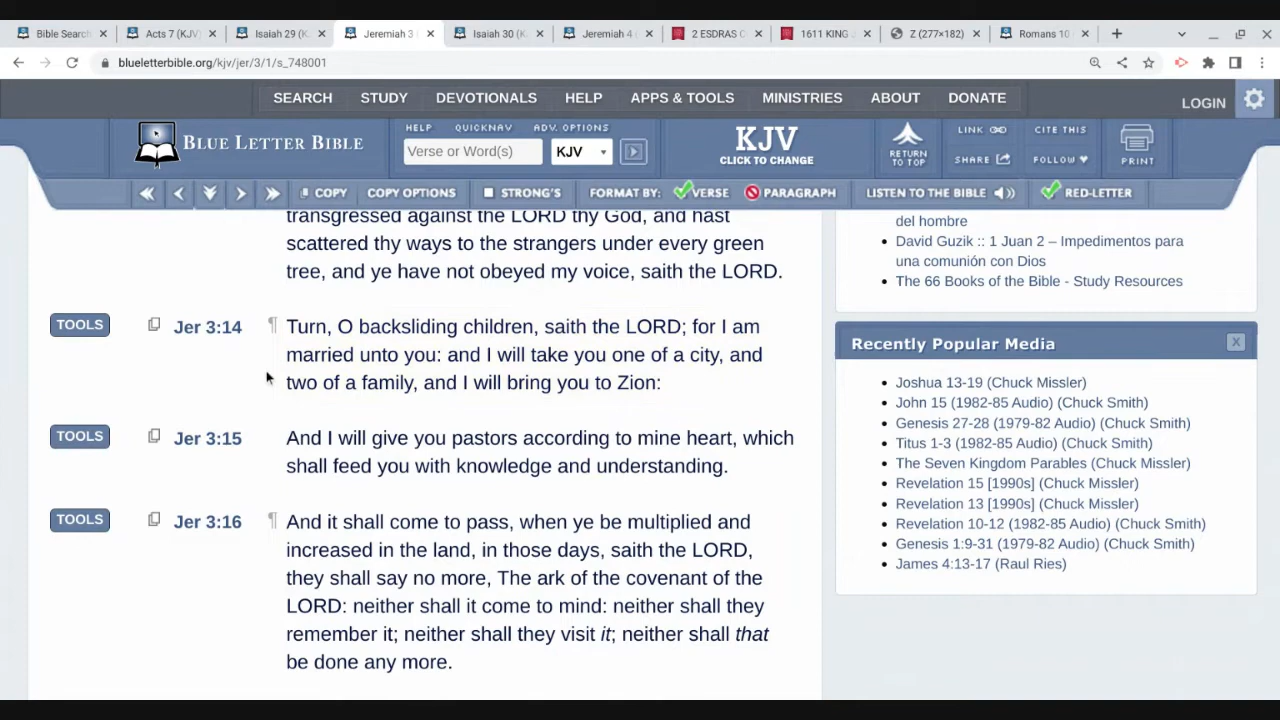 Bible Search
Acts 7 (KJV)
Isaiah 29 (K
Jeremiah 3
Isaiah 30 (K
Jeremiah 4
2 ESDRAS C
1611 KING J
Z (277×182)
Romans 10
blueletterbible.org/kjv/jer/3/1/s_748001
SEARCH STUDY DEVOTIONALS HELP APPS & TOOLS MINISTRIES ABOUT DONATE
LOGIN
BLUE LETTER BIBLE
HELP QUICKNAV ADV. OPTIONS
Verse or Word(s)
KJV
KJV
CLICK TO CHANGE
RETURN
TO TOP
LINK
SHARE
CITE THIS
FOLLOW
PRINT
COPY COPY OPTIONS STRONG'S FORMAT BY: VERSE PARAGRAPH LISTEN TO THE BIBLE RED-LETTER
transgressed against the LORD thy God, and hast
scattered thy ways to the strangers under every green
tree, and ye have not obeyed my voice, saith the LORD.
TOOLS Jer 3:14 ¶ Turn, O backsliding children, saith the LORD; for I am
married unto you: and I will take you one of a city, and
two of a family, and I will bring you to Zion:
TOOLS Jer 3:15 And I will give you pastors according to mine heart, which
shall feed you with knowledge and understanding.
TOOLS Jer 3:16 ¶ And it shall come to pass, when ye be multiplied and
increased in the land, in those days, saith the LORD,
they shall say no more, The ark of the covenant of the
LORD: neither shall it come to mind: neither shall they
remember it; neither shall they visit it; neither shall that
be done any more.
del hombre
David Guzik :: 1 Juan 2 – Impedimentos para
una comunión con Dios
The 66 Books of the Bible - Study Resources
Recently Popular Media
Joshua 13-19 (Chuck Missler)
John 15 (1982-85 Audio) (Chuck Smith)
Genesis 27-28 (1979-82 Audio) (Chuck Smith)
Titus 1-3 (1982-85 Audio) (Chuck Smith)
The Seven Kingdom Parables (Chuck Missler)
Revelation 15 [1990s] (Chuck Missler)
Revelation 13 [1990s] (Chuck Missler)
Revelation 10-12 (1982-85 Audio) (Chuck Smith)
Genesis 1:9-31 (1979-82 Audio) (Chuck Smith)
James 4:13-17 (Raul Ries)